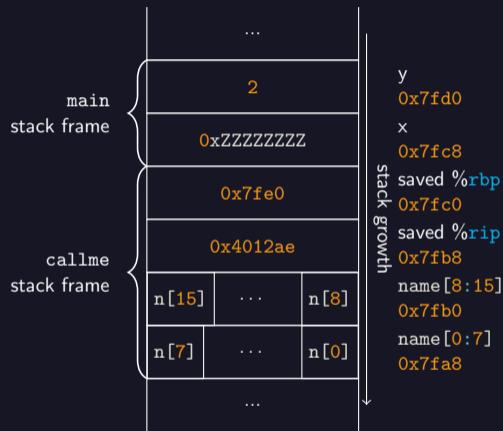 ...
main
stack frame
2
0xZZZZZZZZ
callme
stack frame
0x7fe0
0x4012ae
n[15] ... n[8]
n[7] ... n[0]
...
stack growth
y
0x7fd0
x
0x7fc8
saved %rbp
0x7fc0
saved %rip
0x7fb8
name[8:15]
0x7fb0
name[0:7]
0x7fa8